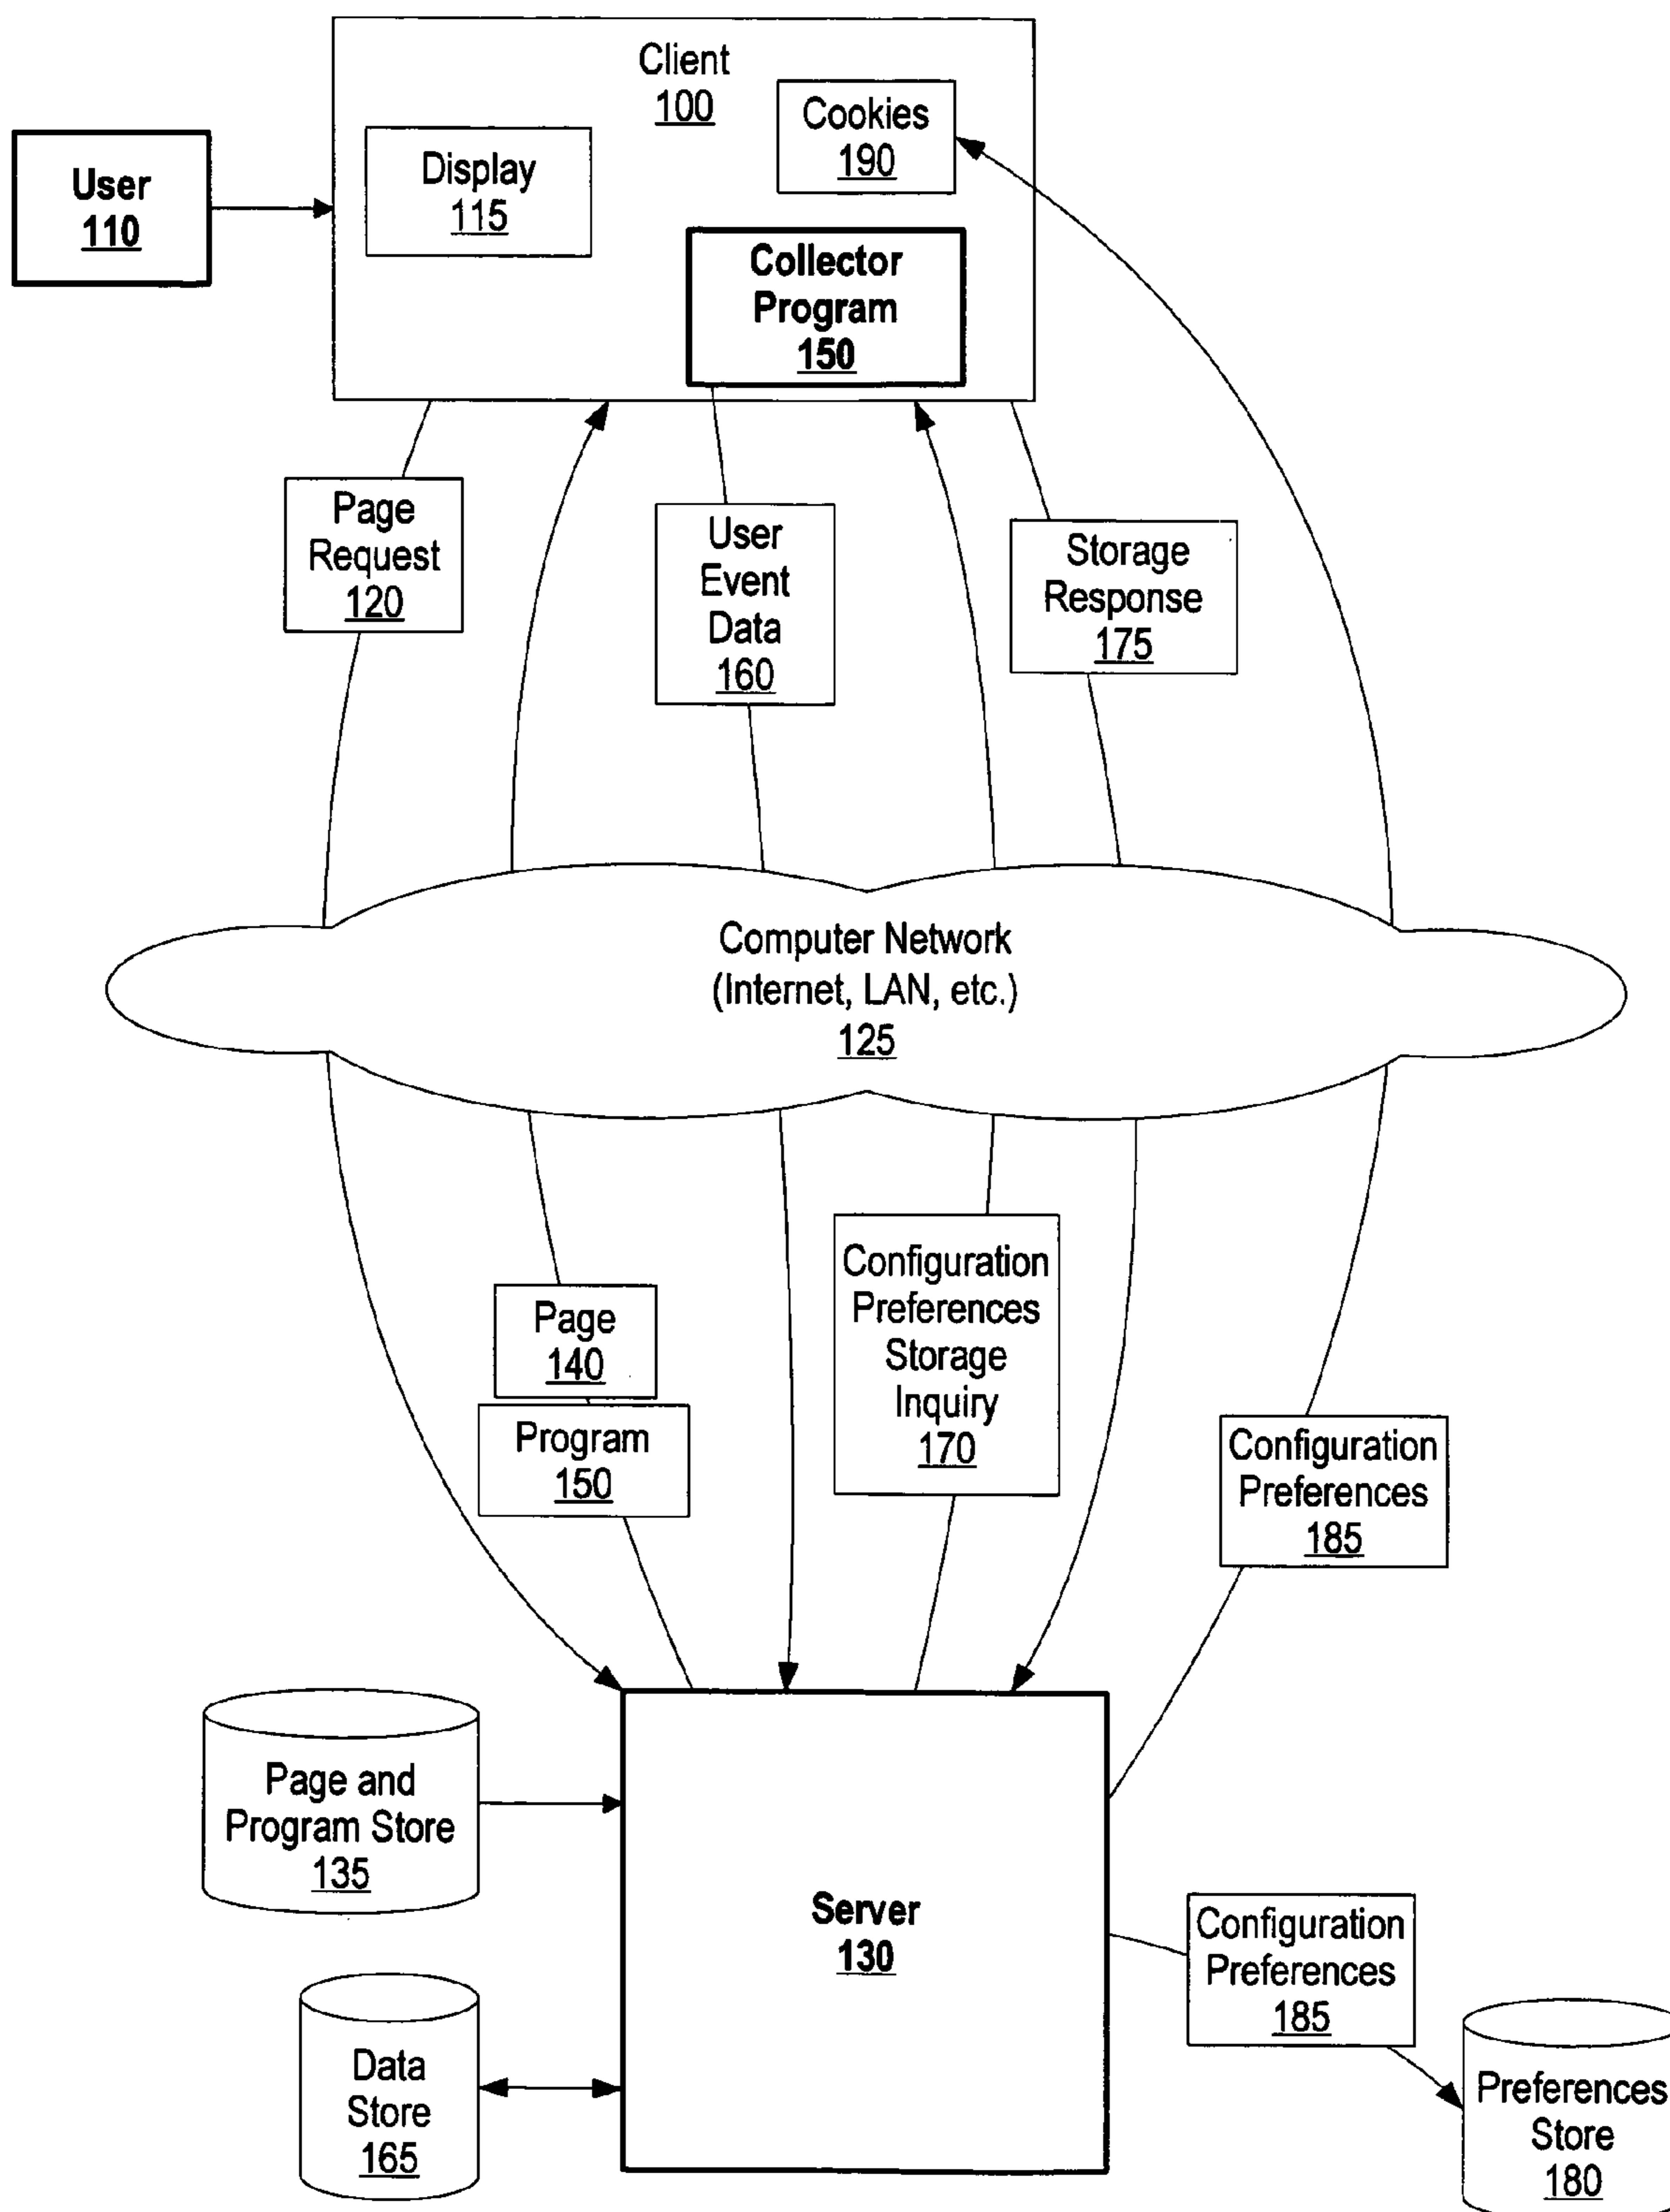 Client
100
Cookies
190
User
110
Display
115
Collector
Program
150
Page
Request
120
User
Event
Data
160
Storage
Response
175
Computer Network
(Internet, LAN, etc.)
125
Configuration
Preferences
Storage
Inquiry
170
Page
140
Program
150
Configuration
Preferences
185
Page and
Program Store
135
Server
130
Configuration
Preferences
185
Data
Store
165
Preferences
Store
180